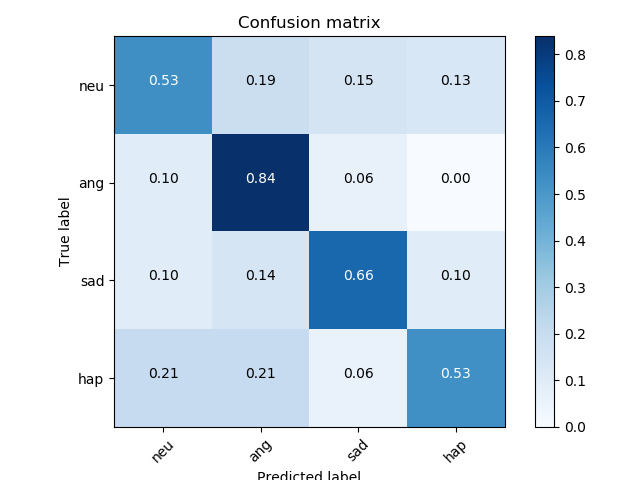 Confusion matrix
neu 0.53 0.19 0.15 0.13
ang 0.10 0.84 0.06 0.00
sad 0.10 0.14 0.66 0.10
hap 0.21 0.21 0.06 0.53
True label
neu ang sad hap
Predicted label
0.8
0.7
0.6
0.5
0.4
0.3
0.2
0.1
0.0